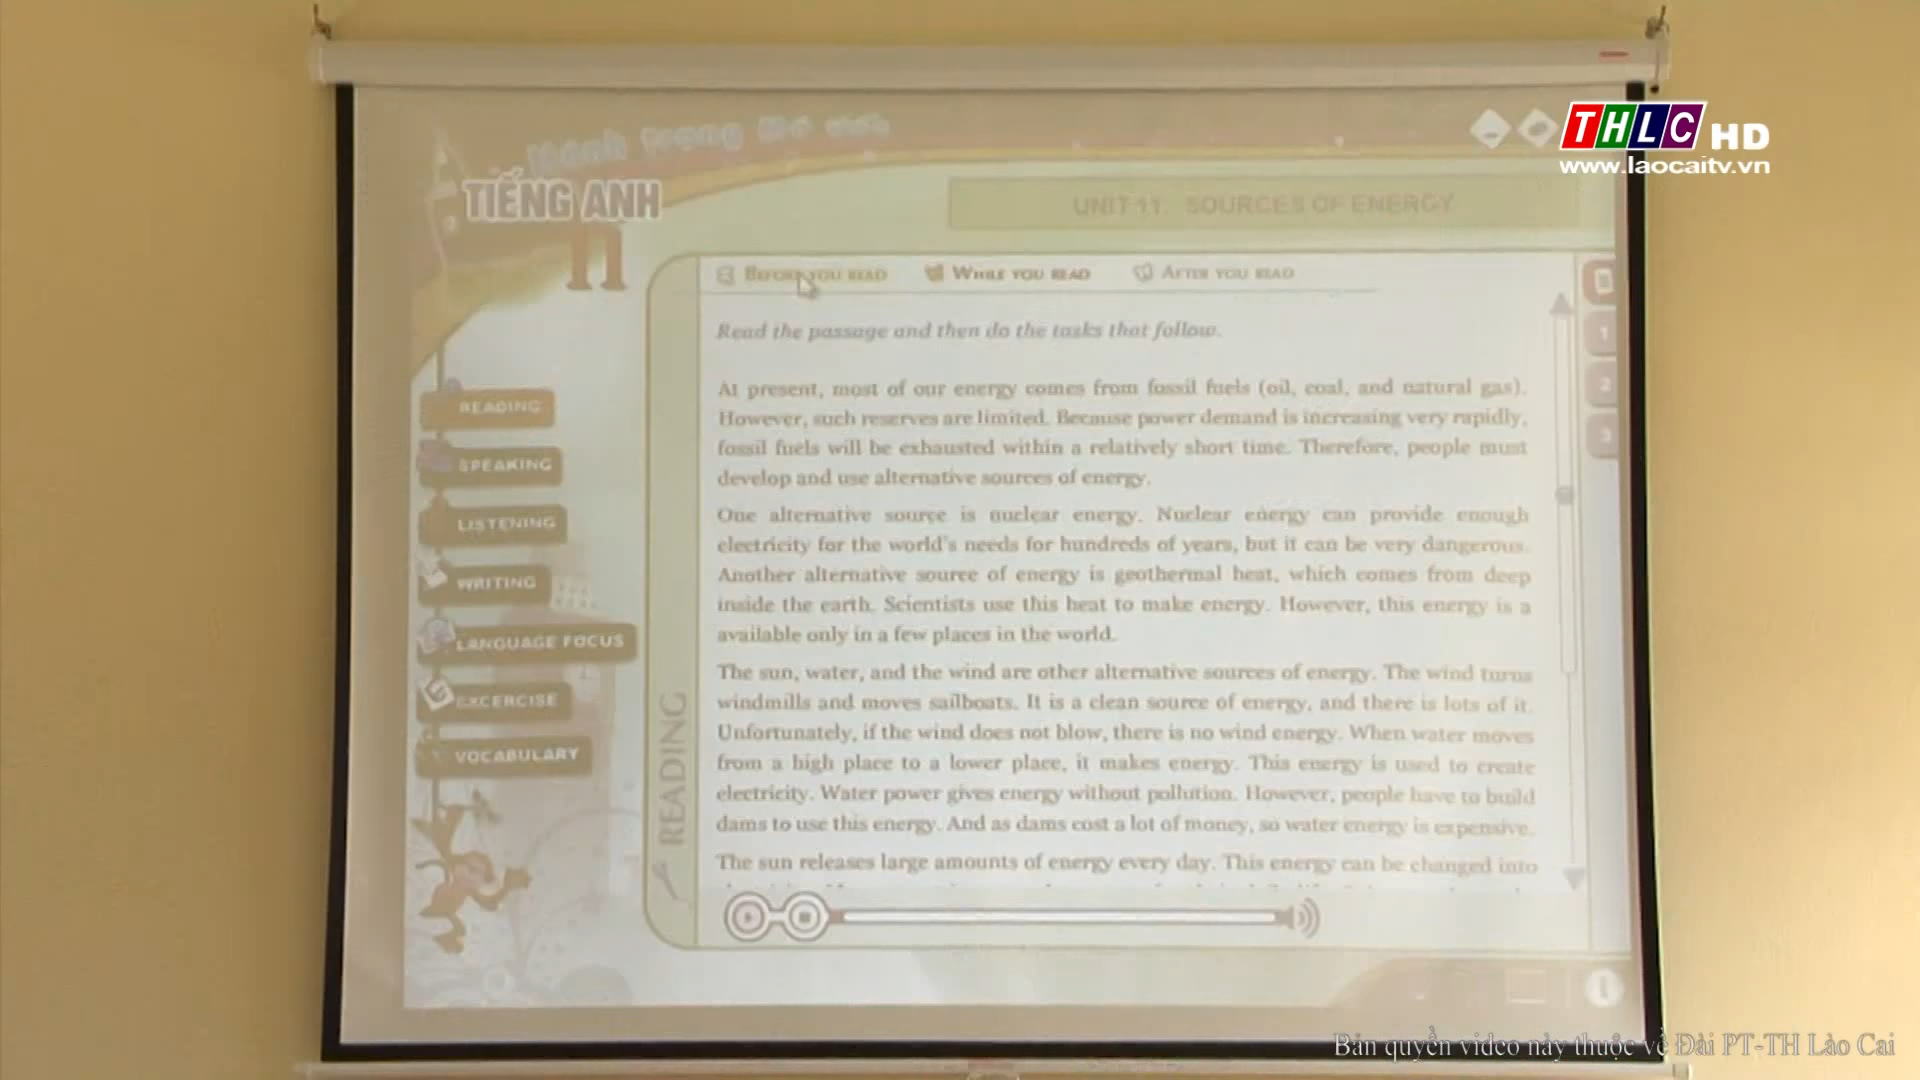 THLC HD
www.laocaitv.vn
TIẾNG ANH
11
UNIT 11. SOURCES OF ENERGY
BEFORE YOU READ WHILE YOU READ AFTER YOU READ
Read the passage and then do the tasks that follow.
At present, most of our energy comes from fossil fuels (oil, coal, and natural gas).
However, such reserves are limited. Because power demand is increasing very rapidly,
fossil fuels will be exhausted within a relatively short time. Therefore, people must
develop and use alternative sources of energy.
One alternative source is nuclear energy. Nuclear energy can provide enough
electricity for the world's needs for hundreds of years, but it can be very dangerous.
Another alternative source of energy is geothermal heat, which comes from deep
inside the earth. Scientists use this heat to make energy. However, this energy is a
available only in a few places in the world.
The sun, water, and the wind are other alternative sources of energy. The wind turns
windmills and moves sailboats. It is a clean source of energy, and there is lots of it.
Unfortunately, if the wind does not blow, there is no wind energy. When water moves
from a high place to a lower place, it makes energy. This energy is used to create
electricity. Water power gives energy without pollution. However, people have to build
dams to use this energy. And as dams cost a lot of money, so water energy is expensive.
The sun releases large amounts of energy every day. This energy can be changed into
READING
SPEAKING
LISTENING
WRITING
LANGUAGE FOCUS
EXCERCISE
VOCABULARY
READING
1
2
3
Bản quyền video này thuộc về Đài PT-TH Lào Cai